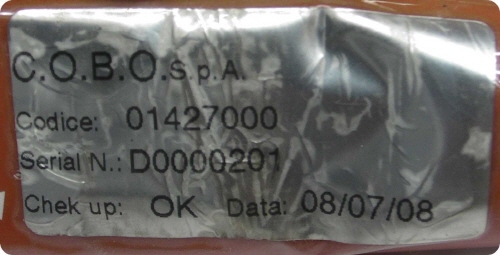 C.O.B.O.S.p.A.
Codice: 01427000
Serial N.: D0000201
Chek up: OK Data: 08/07/08